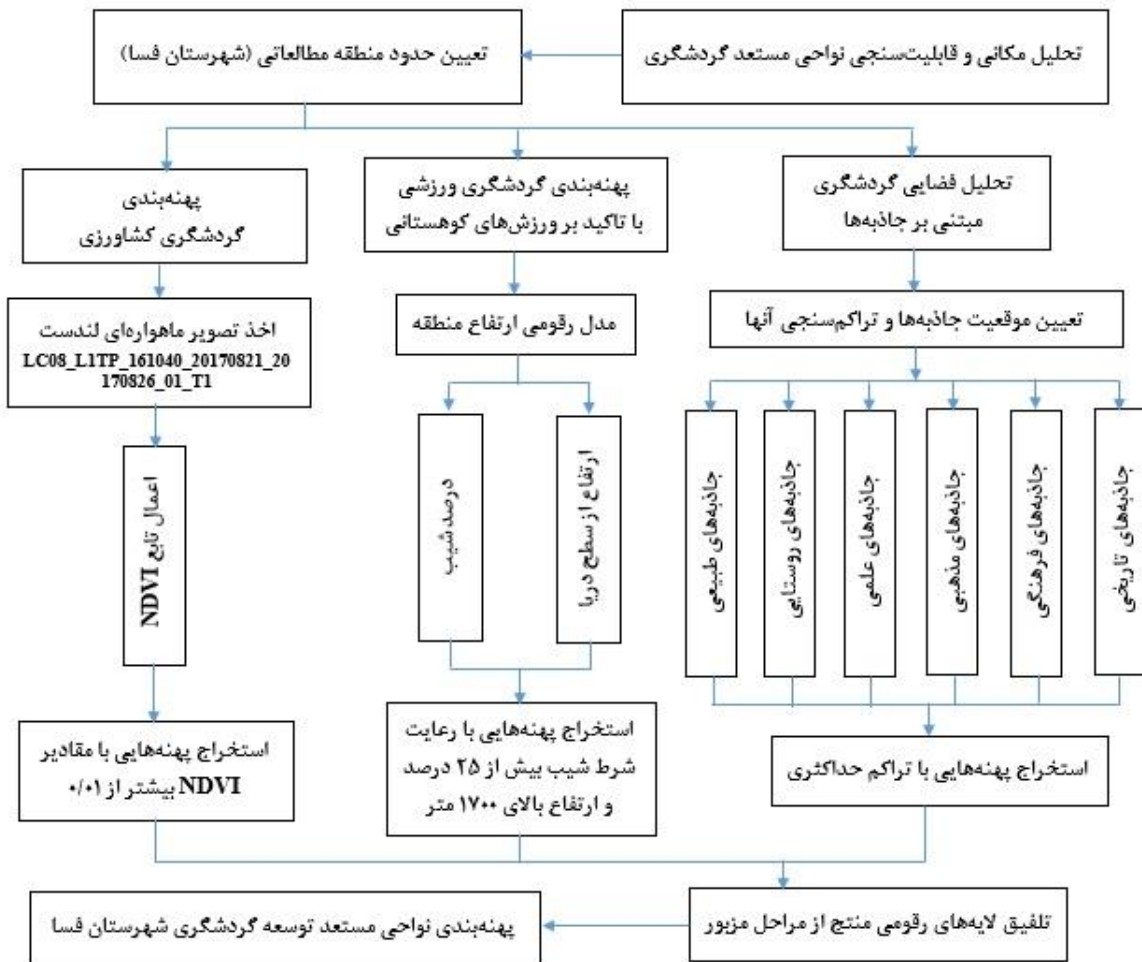 تحلیل مکانی و قابلیت‌سنجی نواحی مستعد گردشگری
تعیین حدود منطقه مطالعاتی (شهرستان فسا)
تحلیل فضایی گردشگری
مبتنی بر جاذبه‌ها
پهنه‌بندی گردشگری ورزشی
با تاکید بر ورزش‌های کوهستانی
پهنه‌بندی
گردشگری کشاورزی
تعیین موقعیت جاذبه‌ها و تراکم‌سنجی آنها
مدل رقومی ارتفاع منطقه
اخذ تصویر ماهواره‌ای لندست
LC08_L1TP_161040_20170821_20
170826_01_T1
جاذبه‌های تاریخی
جاذبه‌های فرهنگی
جاذبه‌های مذهبی
جاذبه‌های علمی
جاذبه‌های روستایی
جاذبه‌های طبیعی
ارتفاع از سطح دریا
درصد شیب
اعمال تابع NDVI
استخراج پهنه‌هایی با تراکم حداکثری
استخراج پهنه‌هایی با رعایت
شرط شیب بیش از ۲۵ درصد
و ارتفاع بالای ۱۷۰۰ متر
استخراج پهنه‌هایی با مقادیر
NDVI بیشتر از ۰/۰۱
تلفیق لایه‌های رقومی منتج از مراحل مزبور
پهنه‌بندی نواحی مستعد توسعه گردشگری شهرستان فسا